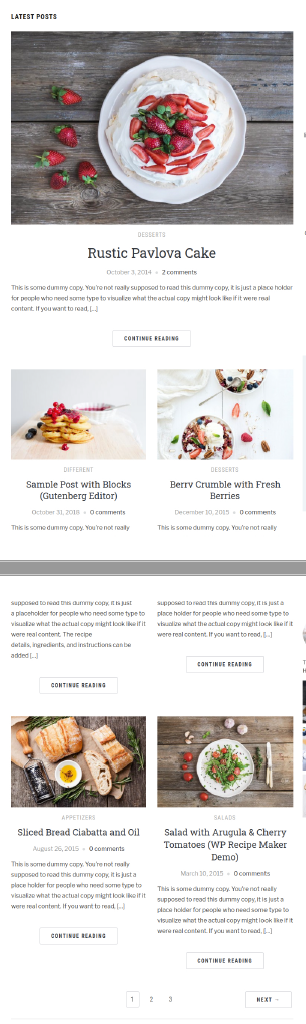 LATEST POSTS
DESSERTS
Rustic Pavlova Cake
October 3, 2014 2 comments
This is some dummy copy. You're not really supposed to read this dummy copy, it is just a place holder
for people who need some type to visualize what the actual copy might look like if it were real
content. If you want to read, [...]
CONTINUE READING
DIFFERENT
Sample Post with Blocks
(Gutenberg Editor)
October 31, 2018 0 comments
This is some dummy copy. You're not really
DESSERTS
Berry Crumble with Fresh
Berries
December 10, 2015 0 comments
This is some dummy copy. You're not really
supposed to read this dummy copy, it is just
a placeholder for people who need some type to
visualize what the actual copy might look like if it
were real content. The recipe
details, ingredients, and instructions can be
added [...]
CONTINUE READING
supposed to read this dummy copy, it is just a
place holder for people who need some type to
visualize what the actual copy might look like if it
were real content. If you want to read, [...]
CONTINUE READING
APPETIZERS
Sliced Bread Ciabatta and Oil
August 26, 2015 0 comments
This is some dummy copy. You're not really
supposed to read this dummy copy, it is just a
place holder for people who need some type to
visualize what the actual copy might look like if it
were real content. If you want to read, [...]
CONTINUE READING
SALADS
Salad with Arugula & Cherry
Tomatoes (WP Recipe Maker
Demo)
March 10, 2015 0 comments
This is some dummy copy. You're not really
supposed to read this dummy copy, it is just a
place holder for people who need some type to
visualize what the actual copy might look like if it
were real content. If you want to read, [...]
CONTINUE READING
1 2 3
NEXT →